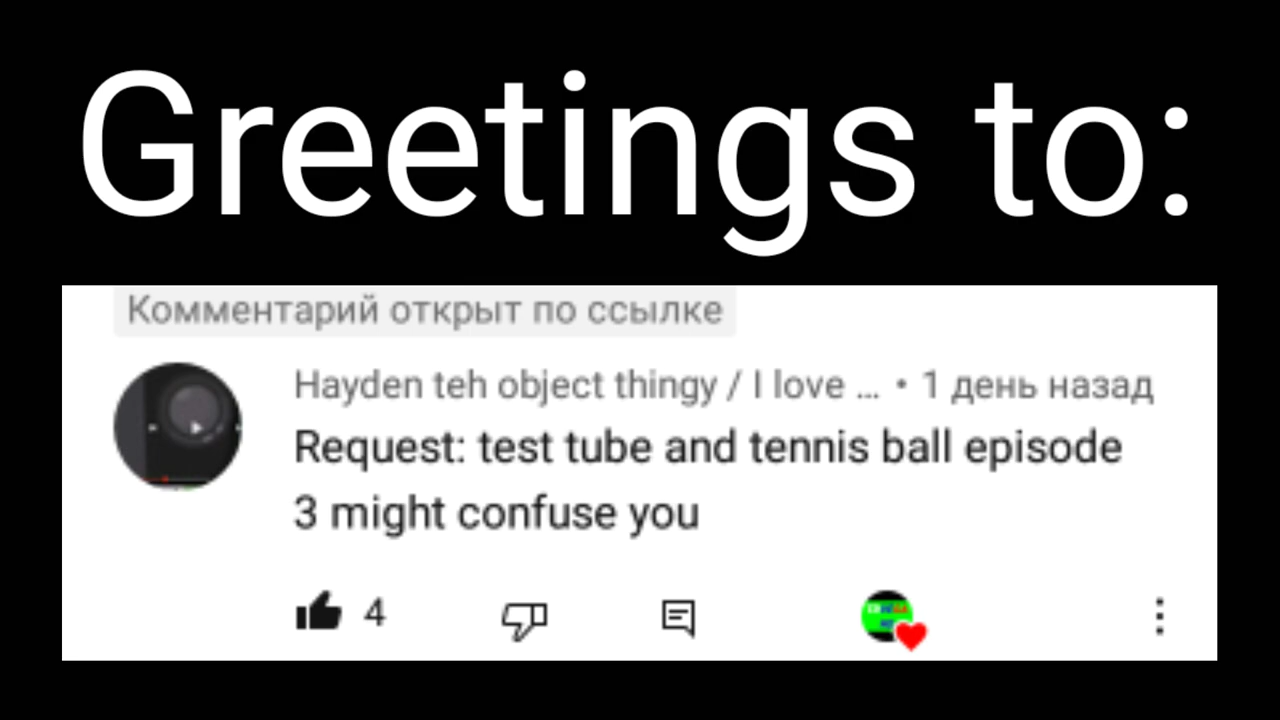 Greetings to:
Комментарий открыт по ссылке
Hayden teh object thingy / I love ... • 1 день назад
Request: test tube and tennis ball episode
3 might confuse you
4